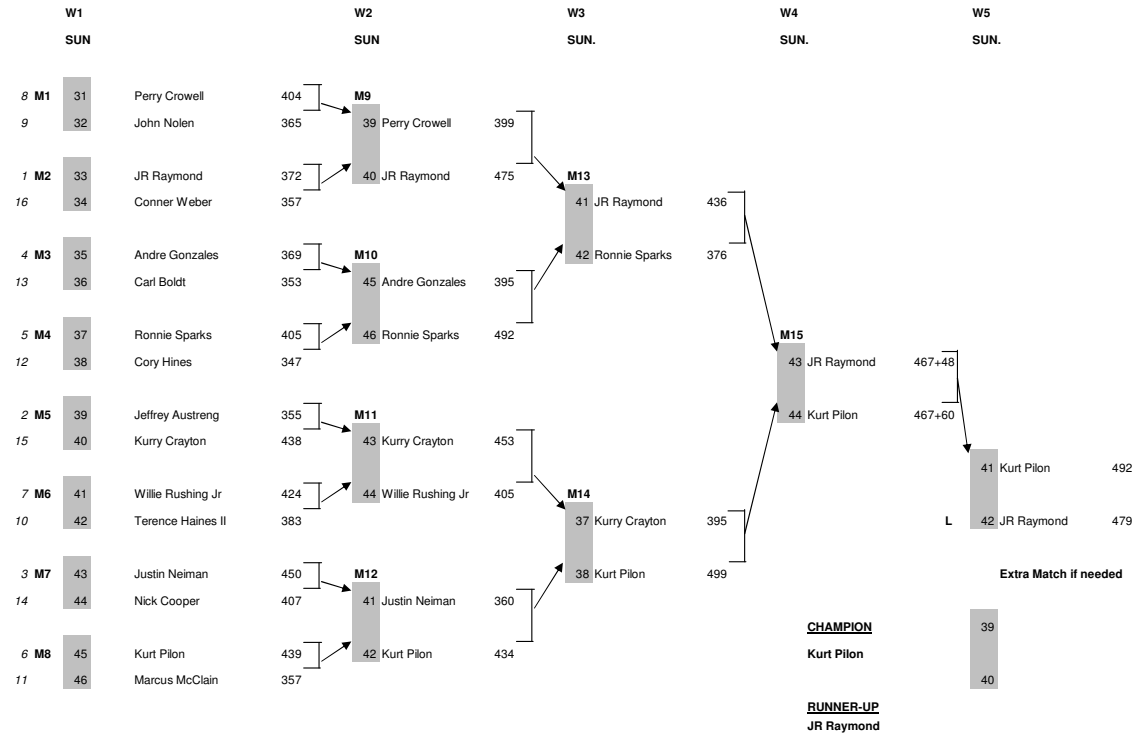 W1 W2 W3 W4 W5
SUN SUN SUN. SUN. SUN.
8 M1 31 Perry Crowell 404 M9
9 32 John Nolen 365 39 Perry Crowell 399
1 M2 33 JR Raymond 372 40 JR Raymond 475 M13
16 34 Conner Weber 357 41 JR Raymond 436
4 M3 35 Andre Gonzales 369 M10 42 Ronnie Sparks 376
13 36 Carl Boldt 353 45 Andre Gonzales 395
5 M4 37 Ronnie Sparks 405 46 Ronnie Sparks 492 M15
12 38 Cory Hines 347 43 JR Raymond 467+48
2 M5 39 Jeffrey Austreng 355 M11 44 Kurt Pilon 467+60
15 40 Kurry Crayton 438 43 Kurry Crayton 453
41 Kurt Pilon 492
7 M6 41 Willie Rushing Jr 424 44 Willie Rushing Jr 405 M14
10 42 Terence Haines II 383 37 Kurry Crayton 395 L 42 JR Raymond 479
3 M7 43 Justin Neiman 450 M12 38 Kurt Pilon 499 Extra Match if needed
14 44 Nick Cooper 407 41 Justin Neiman 360
CHAMPION 39
6 M8 45 Kurt Pilon 439 42 Kurt Pilon 434 Kurt Pilon
11 46 Marcus McClain 357 40
RUNNER-UP
JR Raymond